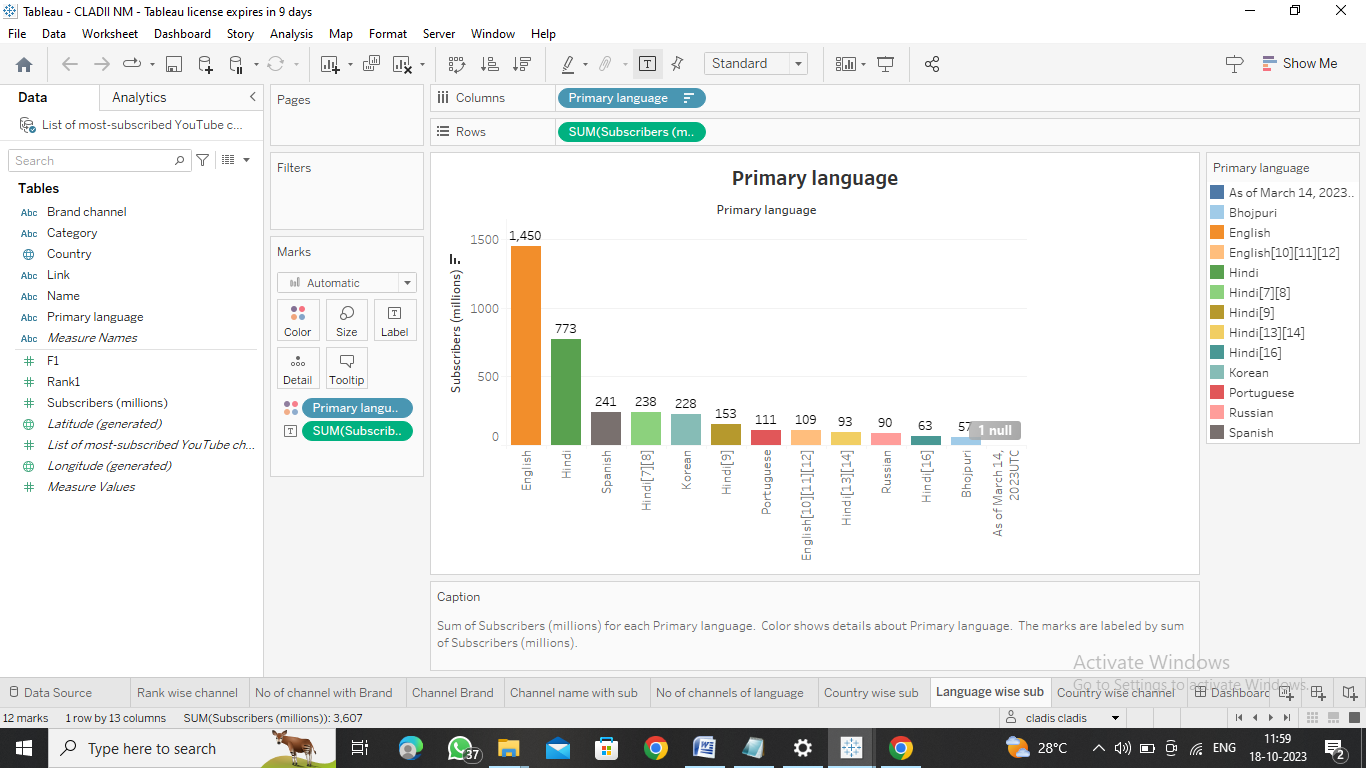 Tableau - CLADII NM - Tableau license expires in 9 days
File Data Worksheet Dashboard Story Analysis Map Format Server Window Help
Standard
Show Me
Data Analytics
List of most-subscribed YouTube c...
Search
Tables
Abc Brand channel
Abc Category
Country
Abc Link
Abc Name
Abc Primary language
Abc Measure Names
# F1
# Rank1
# Subscribers (millions)
Latitude (generated)
# List of most-subscribed YouTube ch...
Longitude (generated)
# Measure Values
Pages
Filters
Marks
Automatic
Color Size Label
Detail Tooltip
Primary langu..
SUM(Subscrib..
Columns Primary language
Rows SUM(Subscribers (m..
Primary language
Primary language
Subscribers (millions)
1500
1000
500
0
1,450
773
241
238
228
153
111
109
93
90
63
57
1 null
English
Hindi
Spanish
Hindi[7][8]
Korean
Hindi[9]
Portuguese
English[10][11][12]
Hindi[13][14]
Russian
Hindi[16]
Bhojpuri
As of March 14,
2023UTC
Primary language
As of March 14, 2023..
Bhojpuri
English
English[10][11][12]
Hindi
Hindi[7][8]
Hindi[9]
Hindi[13][14]
Hindi[16]
Korean
Portuguese
Russian
Spanish
Caption
Sum of Subscribers (millions) for each Primary language. Color shows details about Primary language. The marks are labeled by sum
of Subscribers (millions).
Activate Windows
Go to Settings to activate Windows.
Data Source Rank wise channel No of channel with Brand Channel Brand Channel name with sub No of channels of language Country wise sub Language wise sub Country wise channel Dashboard
12 marks 1 row by 13 columns SUM(Subscribers (millions)): 3,607
cladis cladis
Type here to search
37
28°C
ENG
11:59
18-10-2023
2